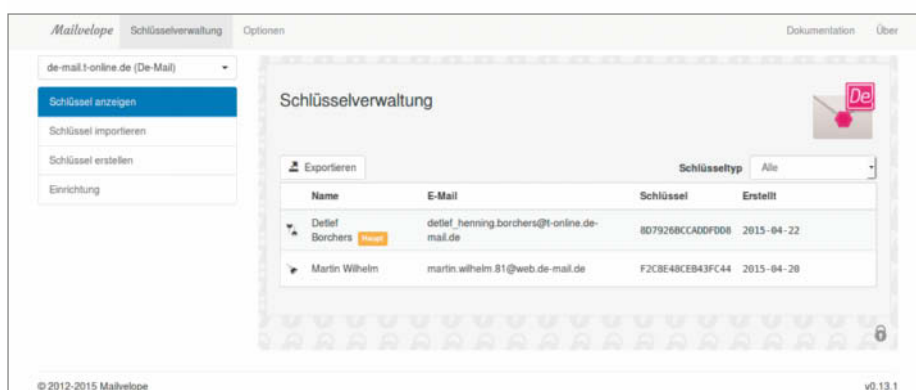 Mailvelope Schlüsselverwaltung Optionen Dokumentation Über
de-mail.t-online.de (De-Mail)
Schlüssel anzeigen
Schlüssel importieren
Schlüssel erstellen
Einrichtung
Schlüsselverwaltung
De
Exportieren
Schlüsseltyp Alle
Name E-Mail Schlüssel Erstellt
Detlef Borchers Haupt detlef_henning.borchers@t-online.de-mail.de 8D7926BCCADDFDD8 2015-04-22
Martin Wilhelm martin.wilhelm.81@web.de-mail.de F2C8E48CEB43FC44 2015-04-20
© 2012-2015 Mailvelope v0.13.1